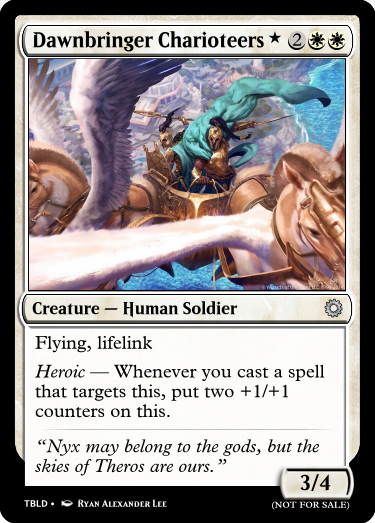 Dawnbringer Charioteers ★ 2
Creature — Human Soldier
Flying, lifelink
Heroic — Whenever you cast a spell
that targets this, put two +1/+1
counters on this.
“Nyx may belong to the gods, but the
skies of Theros are ours.”
3/4
TBLD • Ryan Alexander Lee
(NOT FOR SALE)